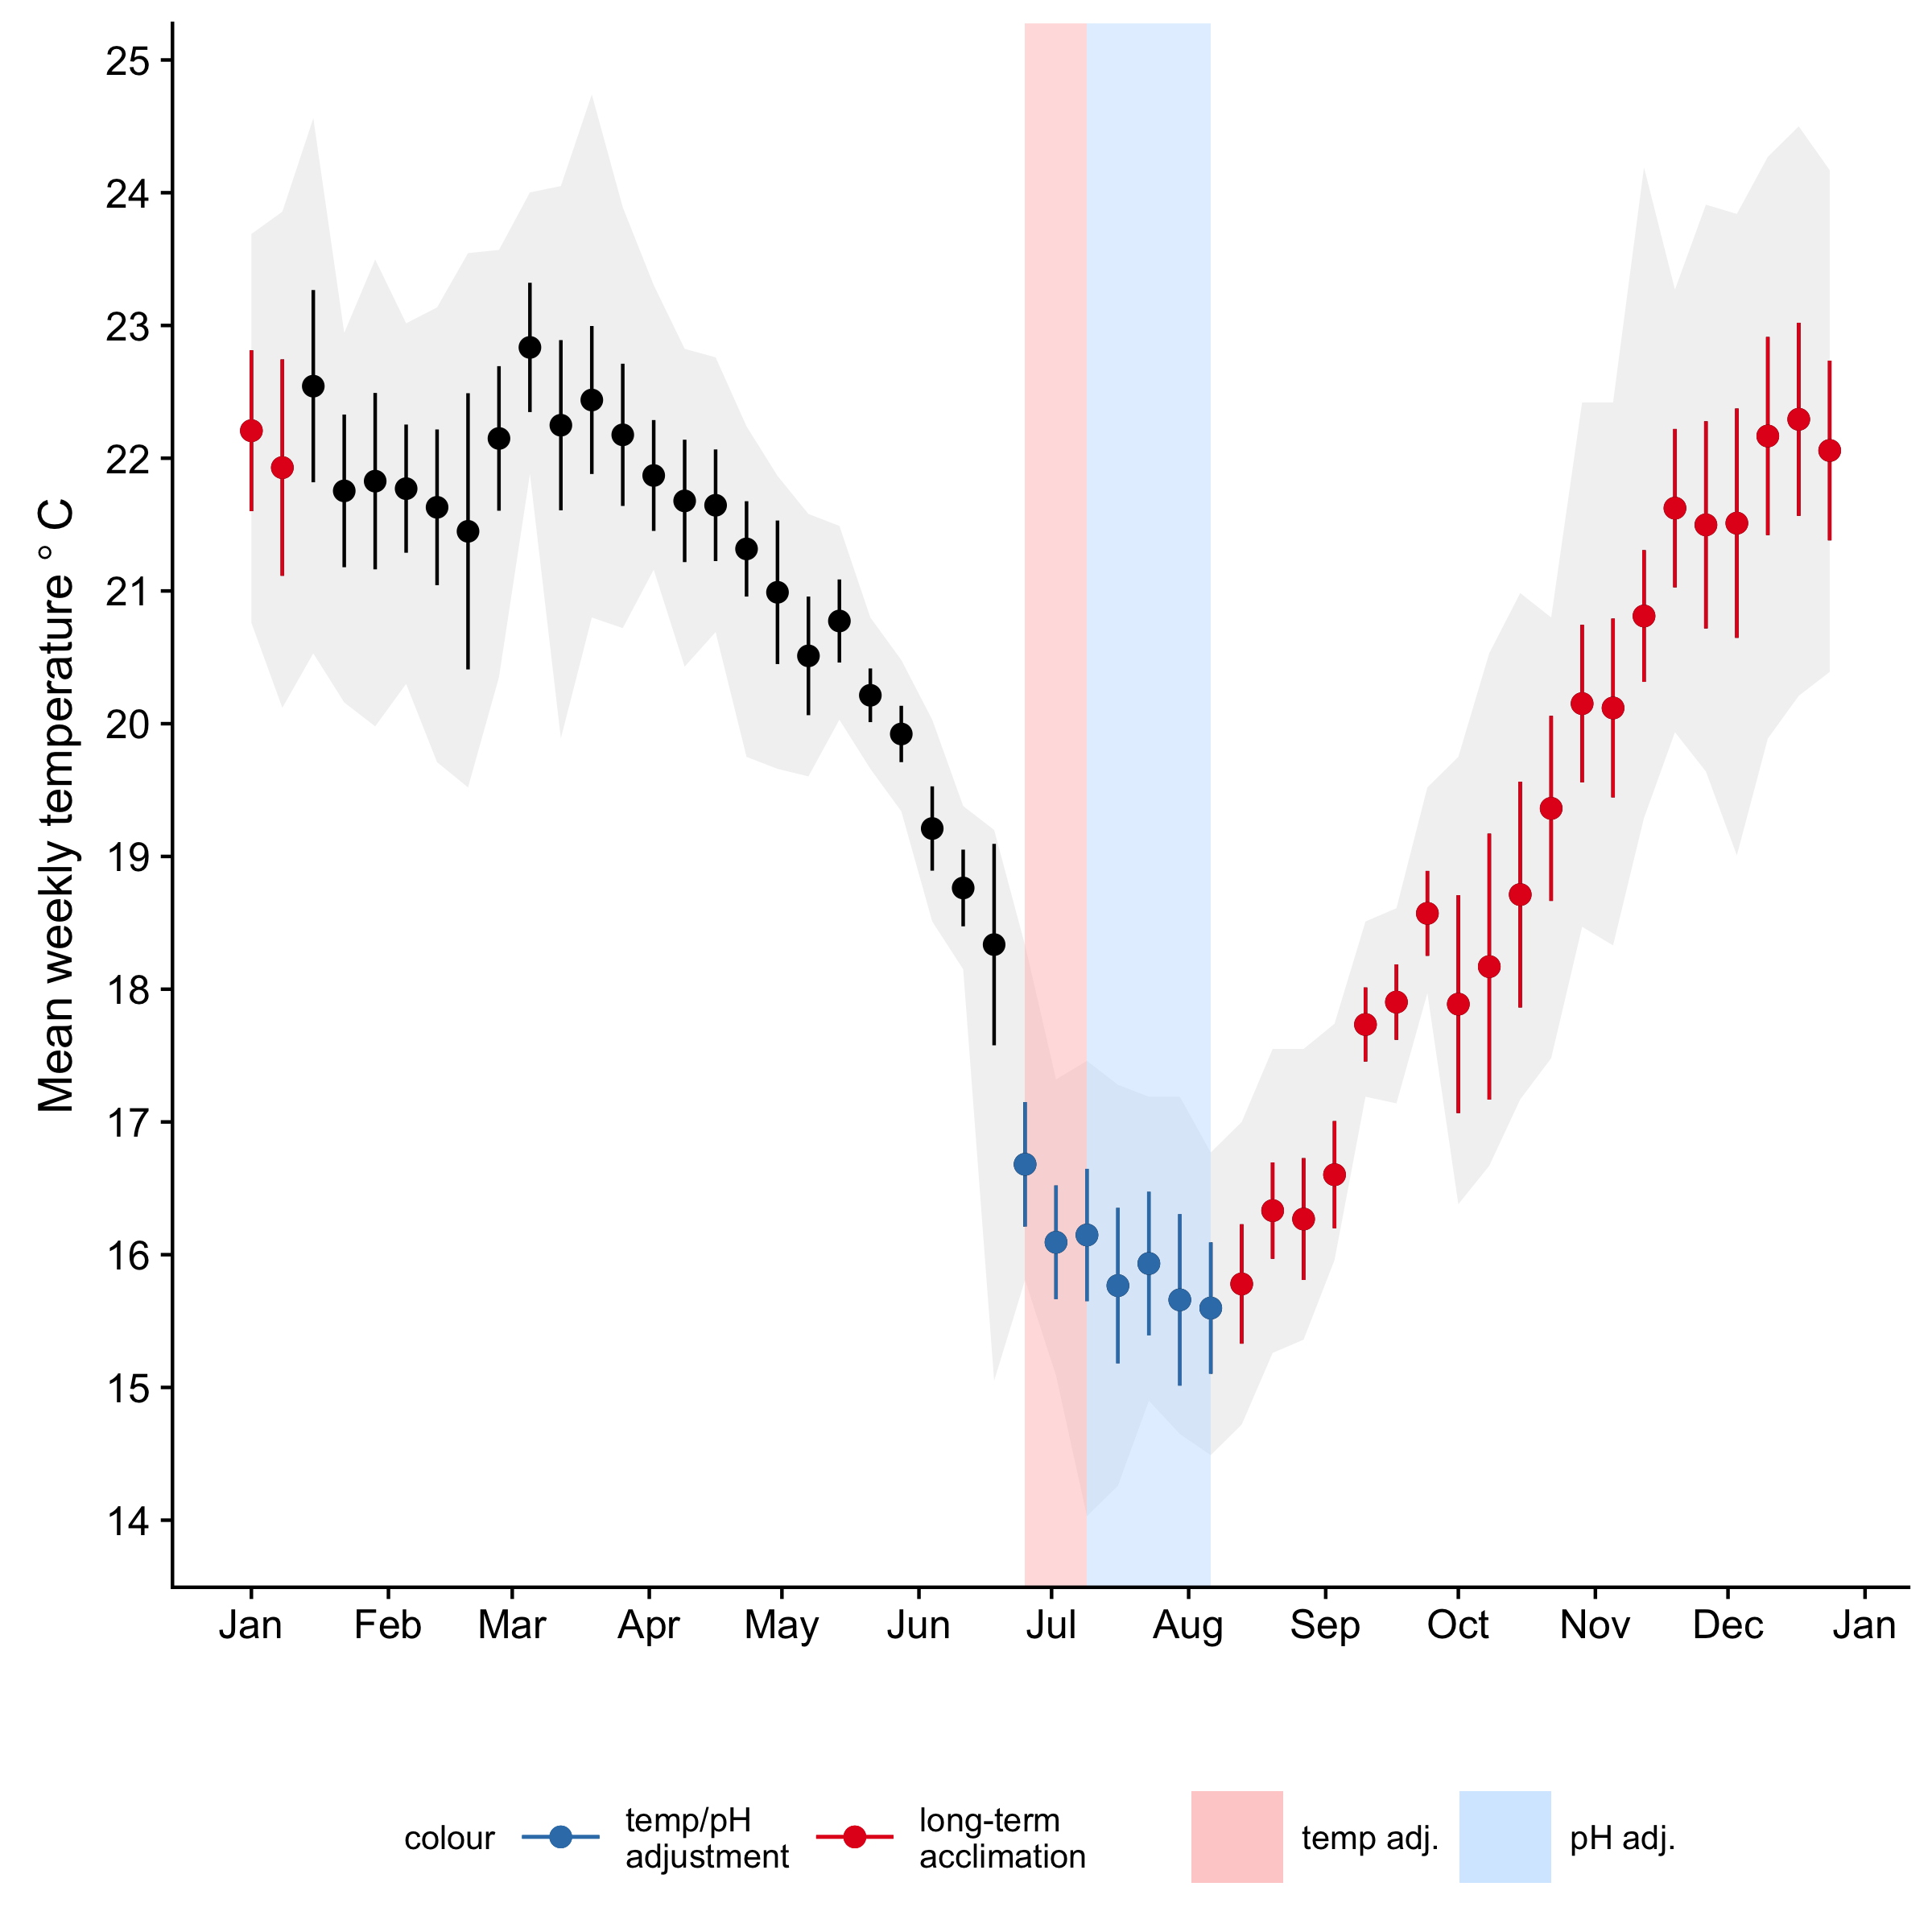 25
24
23
22
21
20
19
18
17
16
15
14
Mean weekly temperature ° C
Jan Feb Mar Apr May Jun Jul Aug Sep Oct Nov Dec Jan
colour
temp/pH
adjustment
long-term
acclimation
temp adj.
pH adj.